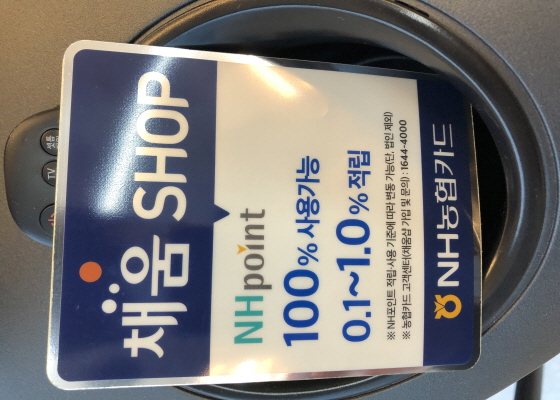 채움 SHOP
NHpoint
100% 사용가능
0.1~1.0% 적립
※ NH포인트 적립·사용 기준에 따라 변동 가능(단, 법인 제외)
※ 농협카드 고객센터(채움샵 가입 및 문의) : 1644-4000
NH농협카드
TV